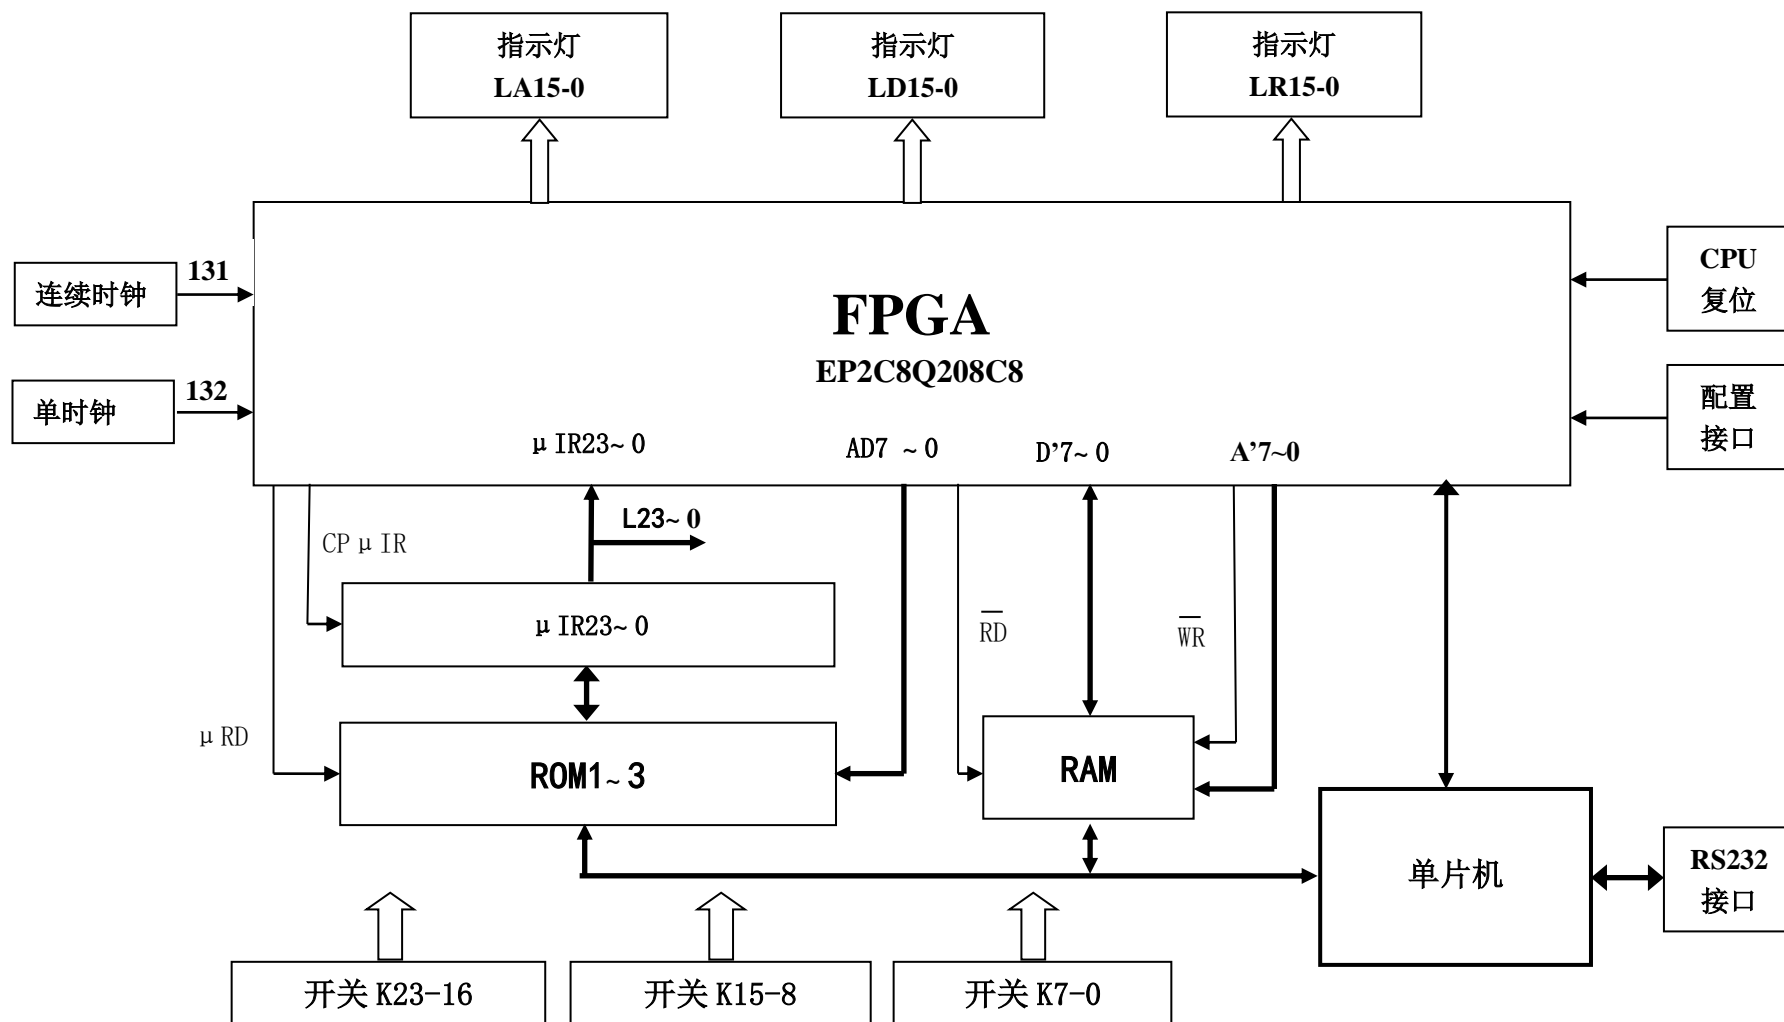 指示灯
LA15-0
指示灯
LD15-0
指示灯
LR15-0
连续时钟
131
单时钟
132
FPGA
EP2C8Q208C8
CPU
复位
配置
接口
μIR23~0
AD7 ~0
D’7~0
A’7~0
L23~0
CPμIR
μIR23~0
RD
WR
μRD
ROM1~3
RAM
单片机
RS232
接口
开关 K23-16
开关 K15-8
开关 K7-0